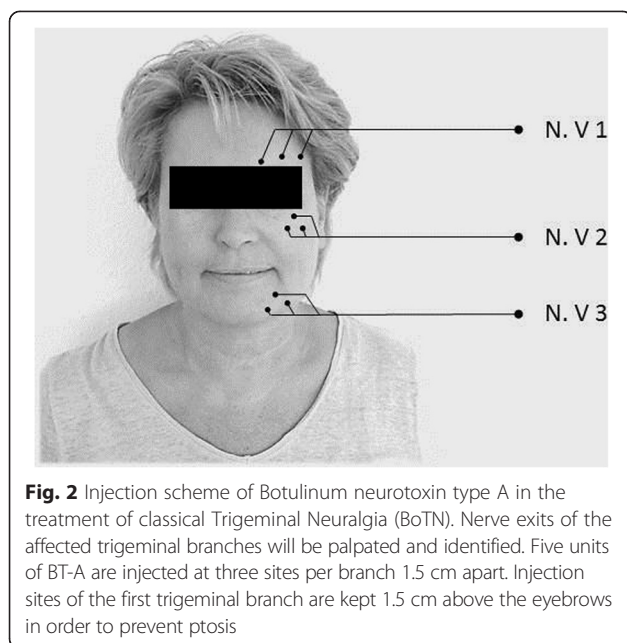 N. V 1
N. V 2
N. V 3
Fig. 2 Injection scheme of Botulinum neurotoxin type A in the
treatment of classical Trigeminal Neuralgia (BoTN). Nerve exits of the
affected trigeminal branches will be palpated and identified. Five units
of BT-A are injected at three sites per branch 1.5 cm apart. Injection
sites of the first trigeminal branch are kept 1.5 cm above the eyebrows
in order to prevent ptosis